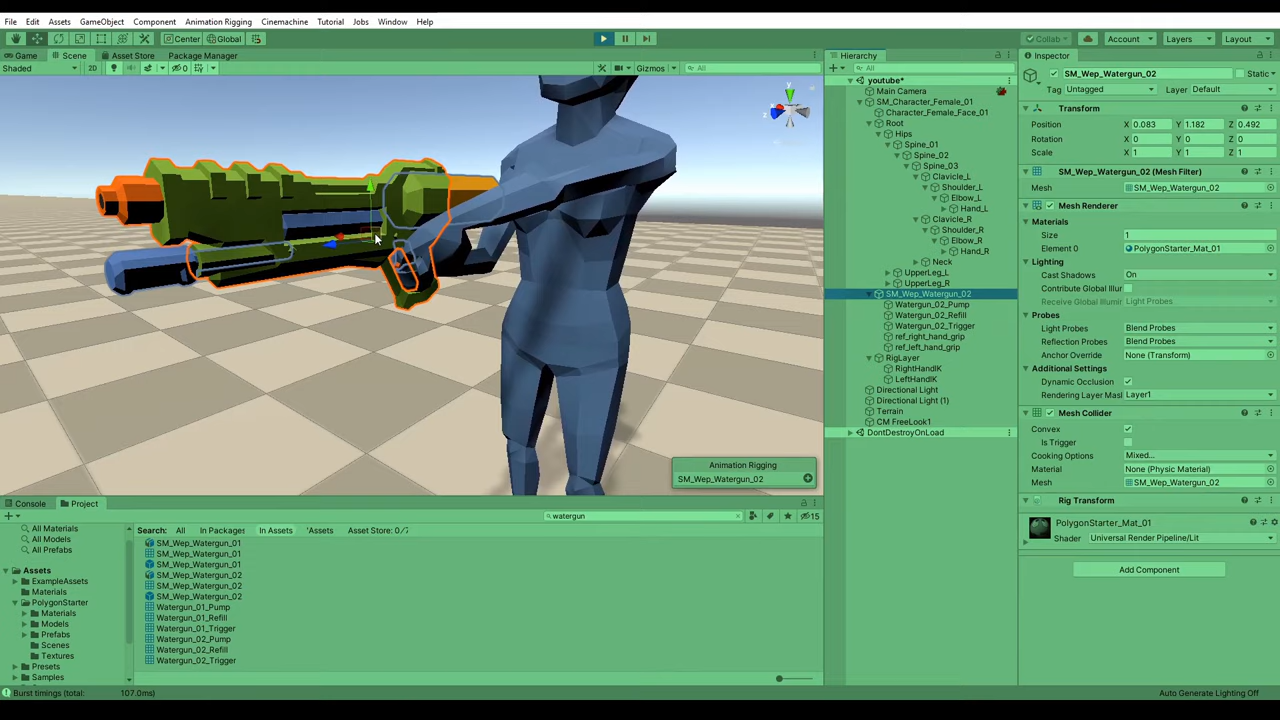 File Edit Assets GameObject Component Animation Rigging Cinemachine Tutorial Jobs Window Help
Center Global Collab Account Layers Layout
Game Scene Asset Store Package Manager
Shaded 2D 0 Gizmos All
y
z
Animation Rigging
SM_Wep_Watergun_02
Hierarchy
All
youtube*
Main Camera
SM_Character_Female_01
Character_Female_Face_01
Root
Hips
Spine_01
Spine_02
Spine_03
Clavicle_L
Shoulder_L
Elbow_L
Hand_L
Clavicle_R
Shoulder_R
Elbow_R
Hand_R
Neck
UpperLeg_L
UpperLeg_R
SM_Wep_Watergun_02
Watergun_02_Pump
Watergun_02_Refill
Watergun_02_Trigger
ref_right_hand_grip
ref_left_hand_grip
RigLayer
RightHandIK
LeftHandIK
Directional Light
Directional Light (1)
Terrain
CM FreeLook1
DontDestroyOnLoad
Inspector
SM_Wep_Watergun_02 Static
Tag Untagged Layer Default
Transform
Position X 0.083 Y 1.182 Z 0.492
Rotation X 0 Y 0 Z 0
Scale X 1 Y 1 Z 1
SM_Wep_Watergun_02 (Mesh Filter)
Mesh SM_Wep_Watergun_02
Mesh Renderer
Materials
Size 1
Element 0 PolygonStarter_Mat_01
Lighting
Cast Shadows On
Contribute Global Illur
Receive Global Illumir Light Probes
Probes
Light Probes Blend Probes
Reflection Probes Blend Probes
Anchor Override None (Transform)
Additional Settings
Dynamic Occlusion
Rendering Layer Masl Layer1
Mesh Collider
Convex
Is Trigger
Cooking Options Mixed...
Material None (Physic Material)
Mesh SM_Wep_Watergun_02
Rig Transform
PolygonStarter_Mat_01
Shader Universal Render Pipeline/Lit
Add Component
Console Project
watergun 15
All Materials
All Models
All Prefabs
Assets
ExampleAssets
Materials
PolygonStarter
Materials
Models
Prefabs
Scenes
Textures
Presets
Samples
Search: All In Packages In Assets 'Assets' Asset Store: 0/7
SM_Wep_Watergun_01
SM_Wep_Watergun_01
SM_Wep_Watergun_01
SM_Wep_Watergun_02
SM_Wep_Watergun_02
SM_Wep_Watergun_02
Watergun_01_Pump
Watergun_01_Refill
Watergun_01_Trigger
Watergun_02_Pump
Watergun_02_Refill
Watergun_02_Trigger
Burst timings (total: 107.0ms)
Auto Generate Lighting Off